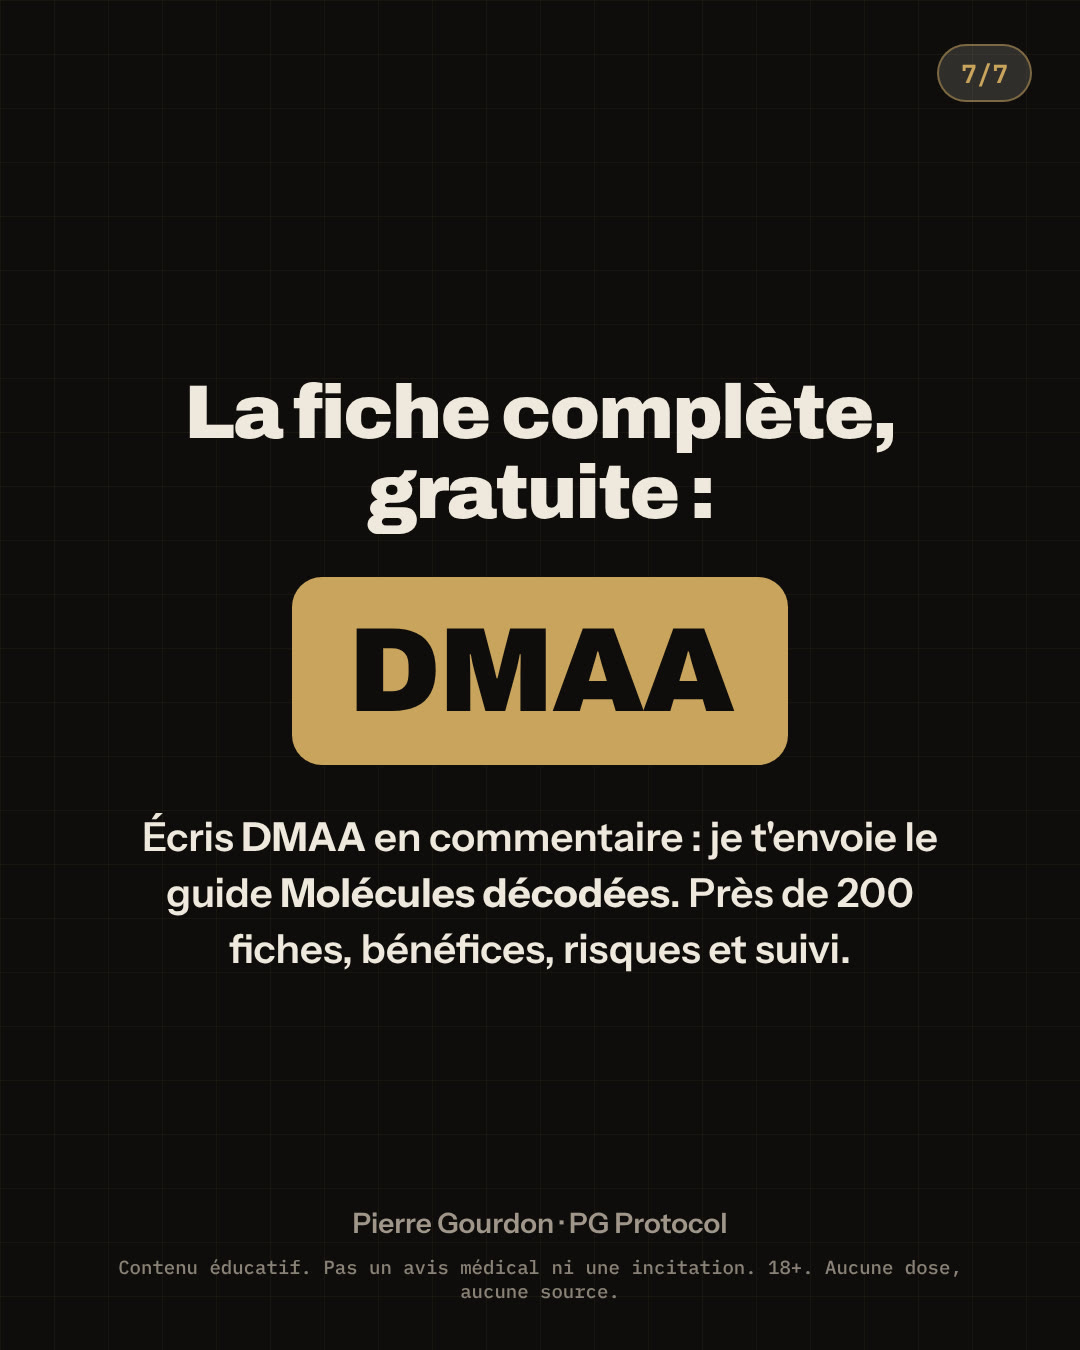 7/7
La fiche complète,
gratuite :
DMAA
Écris DMAA en commentaire : je t'envoie le
guide Molécules décodées. Près de 200
fiches, bénéfices, risques et suivi.
Pierre Gourdon · PG Protocol
Contenu éducatif. Pas un avis médical ni une incitation. 18+. Aucune dose,
aucune source.